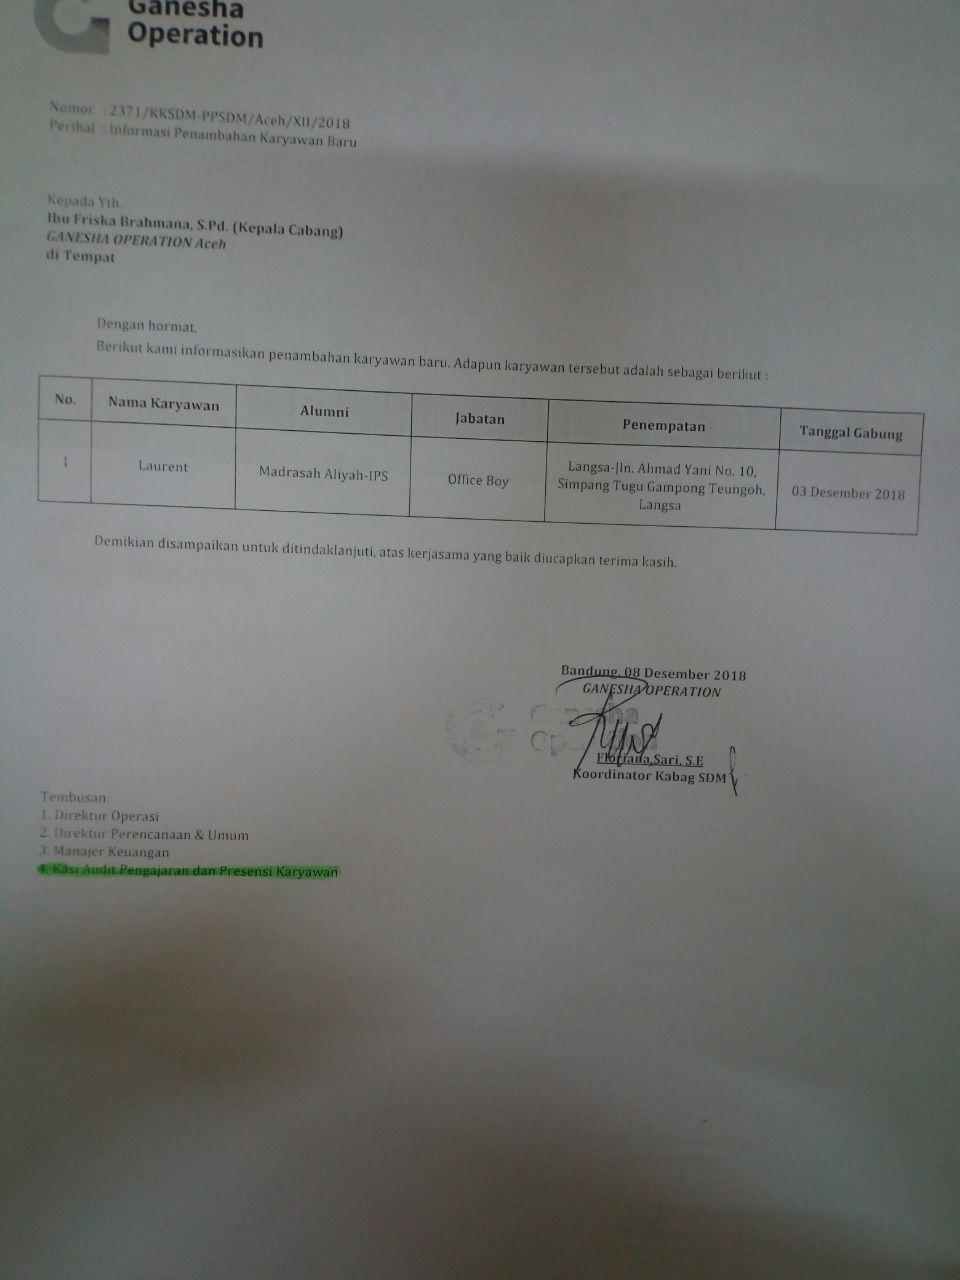 Ganesha
Operation
Nomor : 2371/KKSDM-PPSDM/Aceh/XII/2018
Perihal : Informasi Penambahan Karyawan Baru
Kepada Yth.
Ibu Friska Brahmana, S.Pd. (Kepala Cabang)
GANESHA OPERATION Aceh
di Tempat
Dengan hormat,
Berikut kami informasikan penambahan karyawan baru. Adapun karyawan tersebut adalah sebagai berikut :
No. Nama Karyawan Alumni Jabatan Penempatan Tanggal Gabung
1 Laurent Madrasah Aliyah-IPS Office Boy Langsa-Jln. Ahmad Yani No. 10,
Simpang Tugu Gampong Teungoh,
Langsa
03 Desember 2018
Demikian disampaikan untuk ditindaklanjuti, atas kerjasama yang baik diucapkan terima kasih.
Bandung, 08 Desember 2018
GANESHA OPERATION
Ganesha
Operation
Floriana Sari, S.E
Koordinator Kabag SDM
Tembusan:
1. Direktur Operasi
2. Direktur Perencanaan & Umum
3. Manajer Keuangan
4. Kasi Audit Pengajaran dan Presensi Karyawan